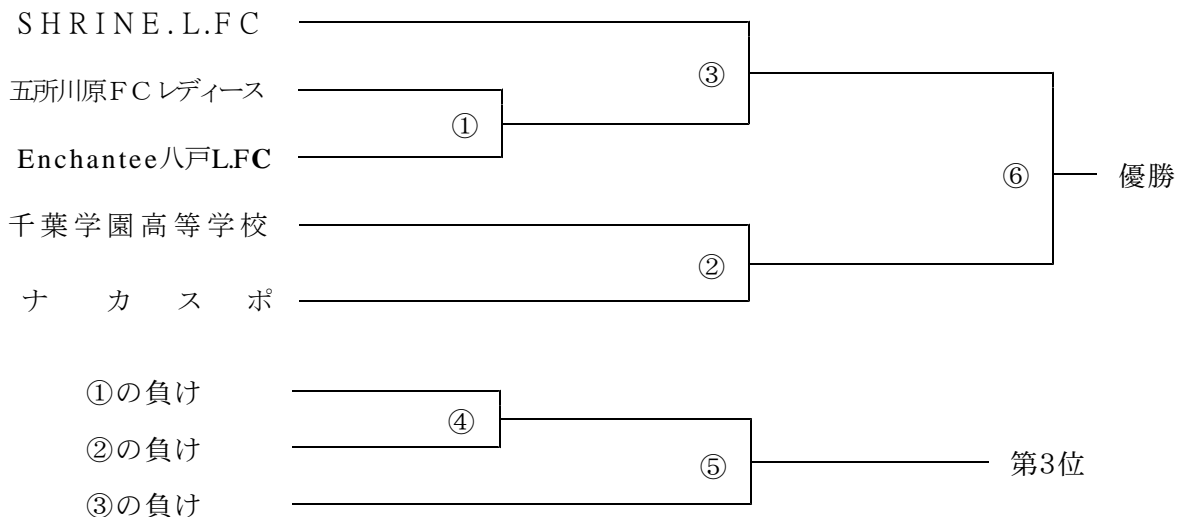 SHRINE.L.FC
③
五所川原FCレディース
①
Enchantee八戸L.FC
⑥ 優勝
千葉学園高等学校
②
ナカスポ
①の負け
④
②の負け
⑤ 第3位
③の負け